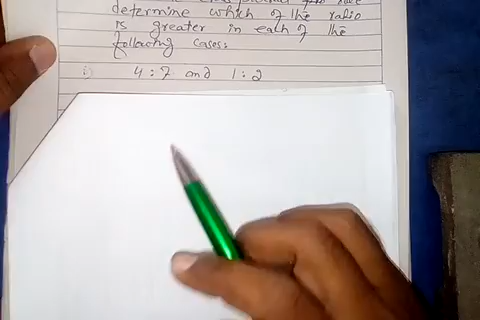 determine which of the ratio
is greater in each of the
following cases:
i) 4 : 7 and 1 : 2